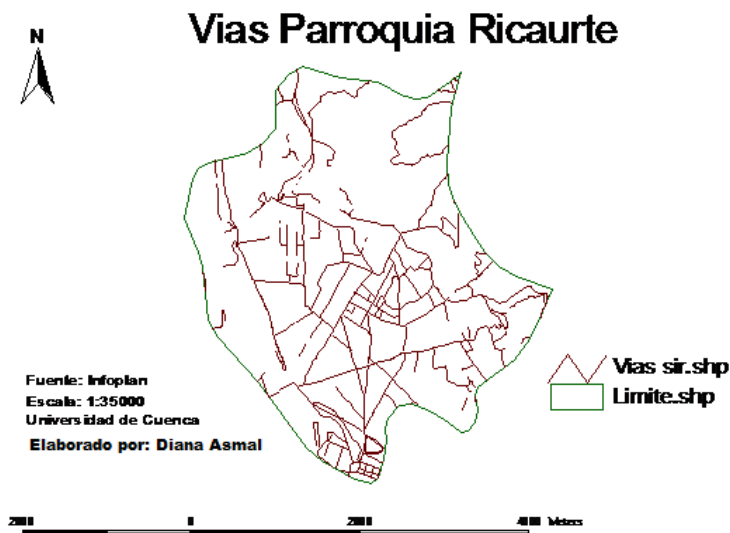 Vias Parroquia Ricaurte
N
Vias sir.shp
Limite.shp
Fuente: Infoplan
Escala: 1:35000
Universidad de Cuenca
Elaborado por: Diana Asmal
2000 0 2000 4000 Meters